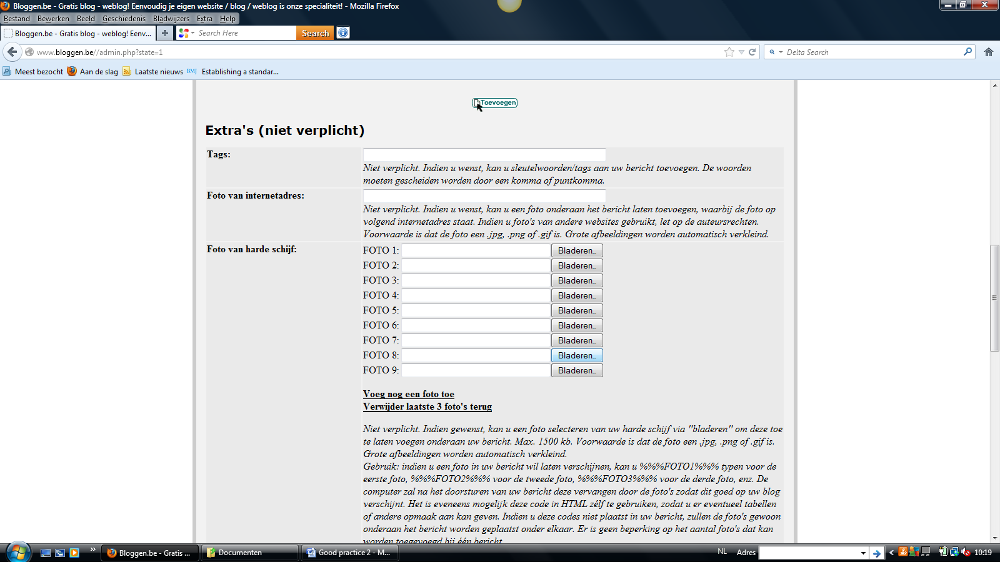 Bloggen.be - Gratis blog - weblog! Eenvoudig je eigen website / blog / weblog is onze specialiteit! - Mozilla Firefox
Bestand Bewerken Beeld Geschiedenis Bladwijzers Extra Help
Bloggen.be - Gratis blog - weblog! Eenv... + Search Here Search
www.bloggen.be//admin.php?state=1 Delta Search
Meest bezocht Aan de slag Laatste nieuws BMJ Establishing a standar...
Toevoegen
Extra's (niet verplicht)
Tags:
Niet verplicht. Indien u wenst, kan u sleutelwoorden/tags aan uw bericht toevoegen. De woorden
moeten gescheiden worden door een komma of puntkomma.
Foto van internetadres:
Niet verplicht. Indien u wenst, kan u een foto onderaan het bericht laten toevoegen, waarbij de foto op
volgend internetadres staat. Indien u foto's van andere websites gebruikt, let op de auteursrechten.
Voorwaarde is dat de foto een .jpg, .png of .gif is. Grote afbeeldingen worden automatisch verkleind.
Foto van harde schijf:
FOTO 1: Bladeren...
FOTO 2: Bladeren...
FOTO 3: Bladeren...
FOTO 4: Bladeren...
FOTO 5: Bladeren...
FOTO 6: Bladeren...
FOTO 7: Bladeren...
FOTO 8: Bladeren...
FOTO 9: Bladeren...
Voeg nog een foto toe
Verwijder laatste 3 foto's terug
Niet verplicht. Indien gewenst, kan u een foto selecteren van uw harde schijf via "bladeren" om deze toe
te laten voegen onderaan uw bericht. Max. 1500 kb. Voorwaarde is dat de foto een .jpg, .png of .gif is.
Grote afbeeldingen worden automatisch verkleind.
Gebruik: indien u een foto in uw bericht wil laten verschijnen, kan u %%%FOTO1%%% typen voor de
eerste foto, %%%FOTO2%%% voor de tweede foto, %%%FOTO3%%% voor de derde foto, enz. De
computer zal na het doorsturen van uw bericht deze vervangen door de foto's zodat dit goed op uw blog
verschijnt. Het is eveneens mogelijk deze code in HTML zélf te gebruiken, zodat u er eventueel tabellen
of andere opmaak aan kan geven. Indien u deze codes niet plaatst in uw bericht, zullen de foto's gewoon
onderaan het bericht worden geplaatst onder elkaar. Er is geen beperking op het aantal foto's dat kan
worden toegevoegd bij één bericht.
Bloggen.be - Gratis ... Documenten Good practice 2 - M... NL Adres 10:19